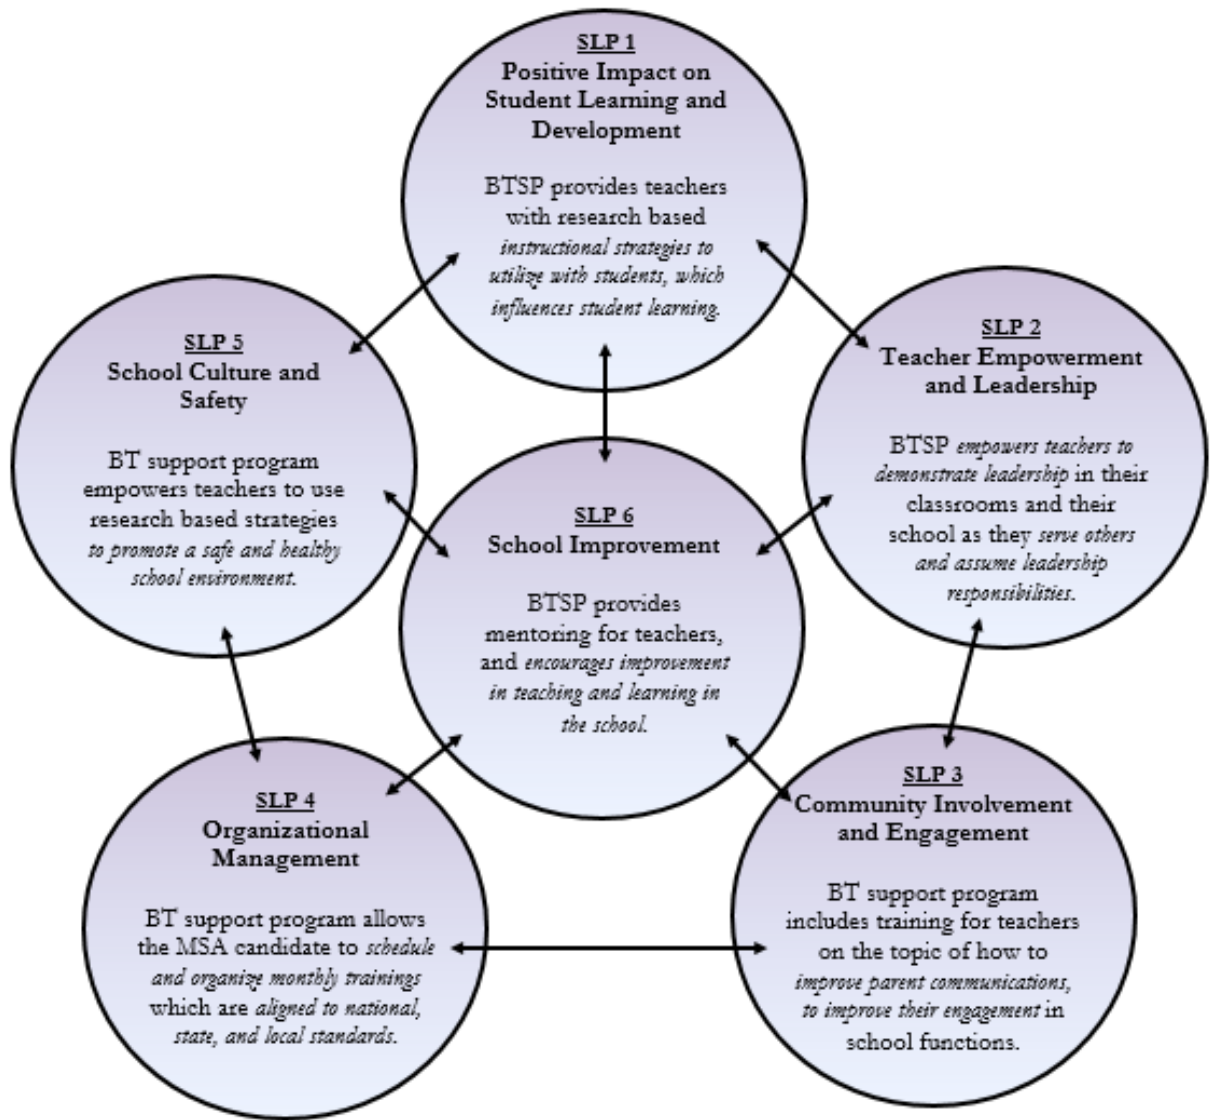 SLP 1
Positive Impact on
Student Learning and
Development
BTSP provides teachers
with research based
instructional strategies to
utilize with students, which
influences student learning.
SLP 2
Teacher Empowerment
and Leadership
BTSP empowers teachers to
demonstrate leadership in their
classrooms and their
school as they serve others
and assume leadership
responsibilities.
SLP 3
Community Involvement
and Engagement
BT support program
includes training for teachers
on the topic of how to
improve parent communications,
to improve their engagement in
school functions.
SLP 4
Organizational
Management
BT support program allows
the MSA candidate to schedule
and organize monthly trainings
which are aligned to national,
state, and local standards.
SLP 5
School Culture and
Safety
BT support program
empowers teachers to use
research based strategies
to promote a safe and healthy
school environment.
SLP 6
School Improvement
BTSP provides
mentoring for teachers,
and encourages improvement
in teaching and learning in
the school.